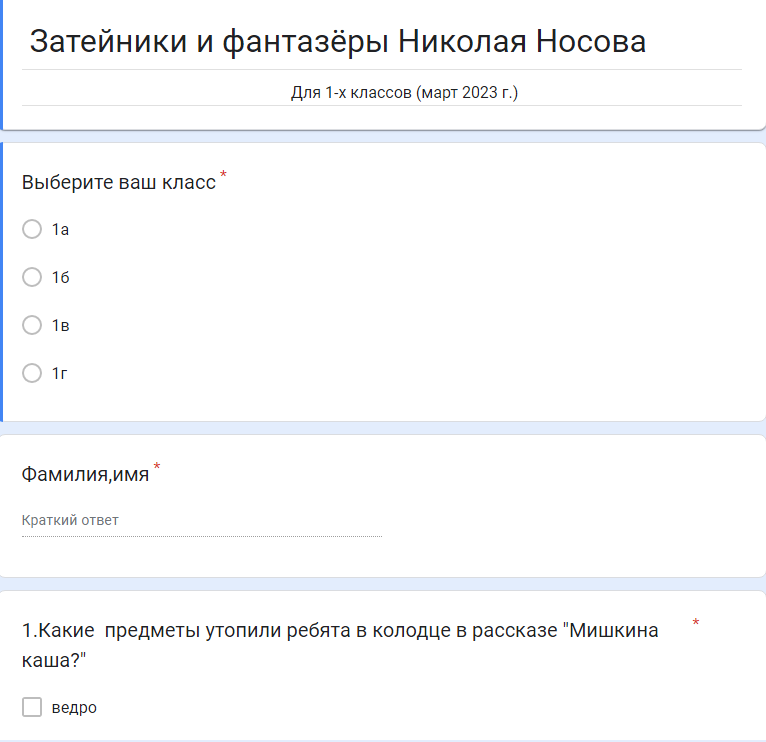 Затейники и фантазёры Николая Носова
Для 1-х классов (март 2023 г.)
Выберите ваш класс *
1а
1б
1в
1г
Фамилия,имя *
Краткий ответ
1.Какие  предметы утопили ребята в колодце в рассказе "Мишкина *
каша?"
ведро